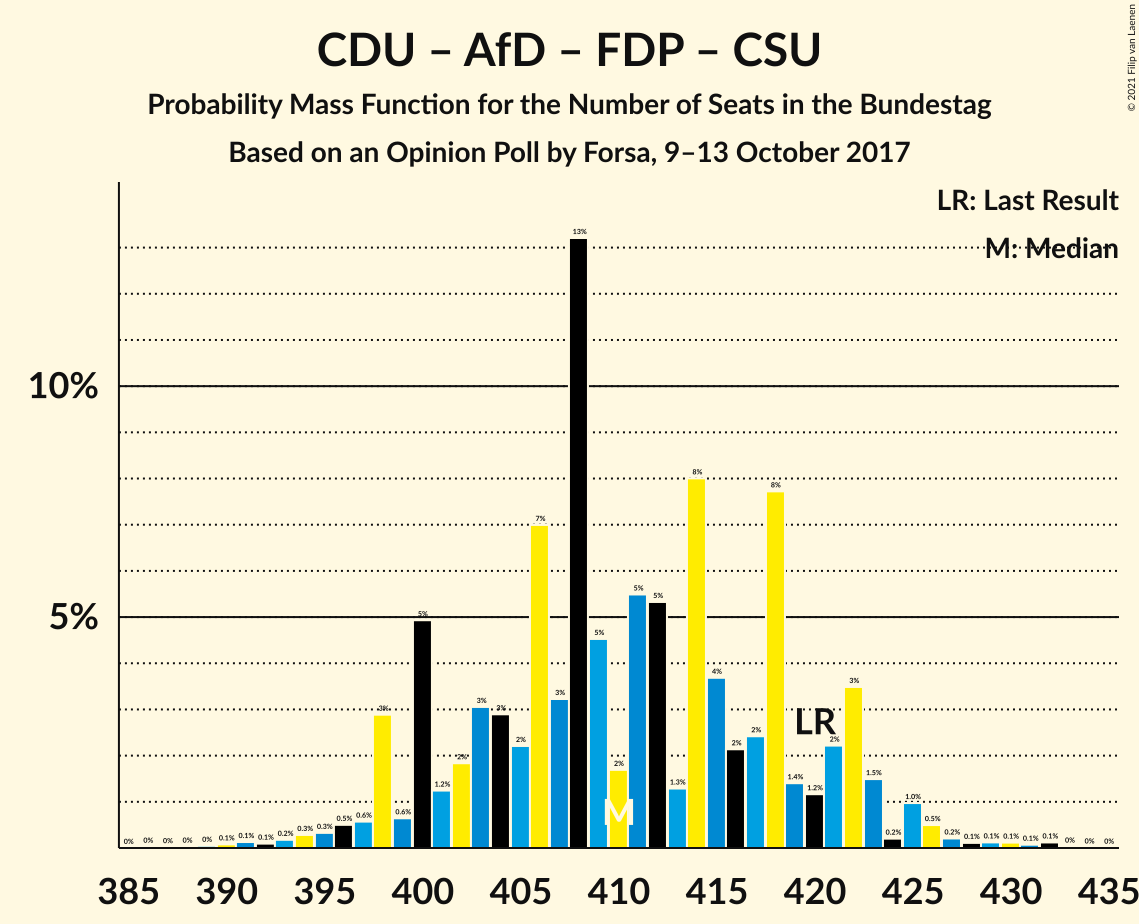 CDU – AfD – FDP – CSU
Probability Mass Function for the Number of Seats in the Bundestag
Based on an Opinion Poll by Forsa, 9–13 October 2017
© 2021 Filip van Laenen
LR: Last Result
M: Median
10%
5%
0% 0% 0% 0% 0% 0.1% 0.1% 0.1% 0.2% 0.3% 0.3% 0.5% 0.6% 3% 0.6% 5% 1.2% 2% 3% 3% 2% 7% 3% 13% 5% 2% 5% 5% 1.3% 8% 4% 2% 2% 8% 1.4% 1.2% 2% 3% 1.5% 0.2% 1.0% 0.5% 0.2% 0.1% 0.1% 0.1% 0.1% 0.1% 0% 0% 0%
LR
M
385 390 395 400 405 410 415 420 425 430 435